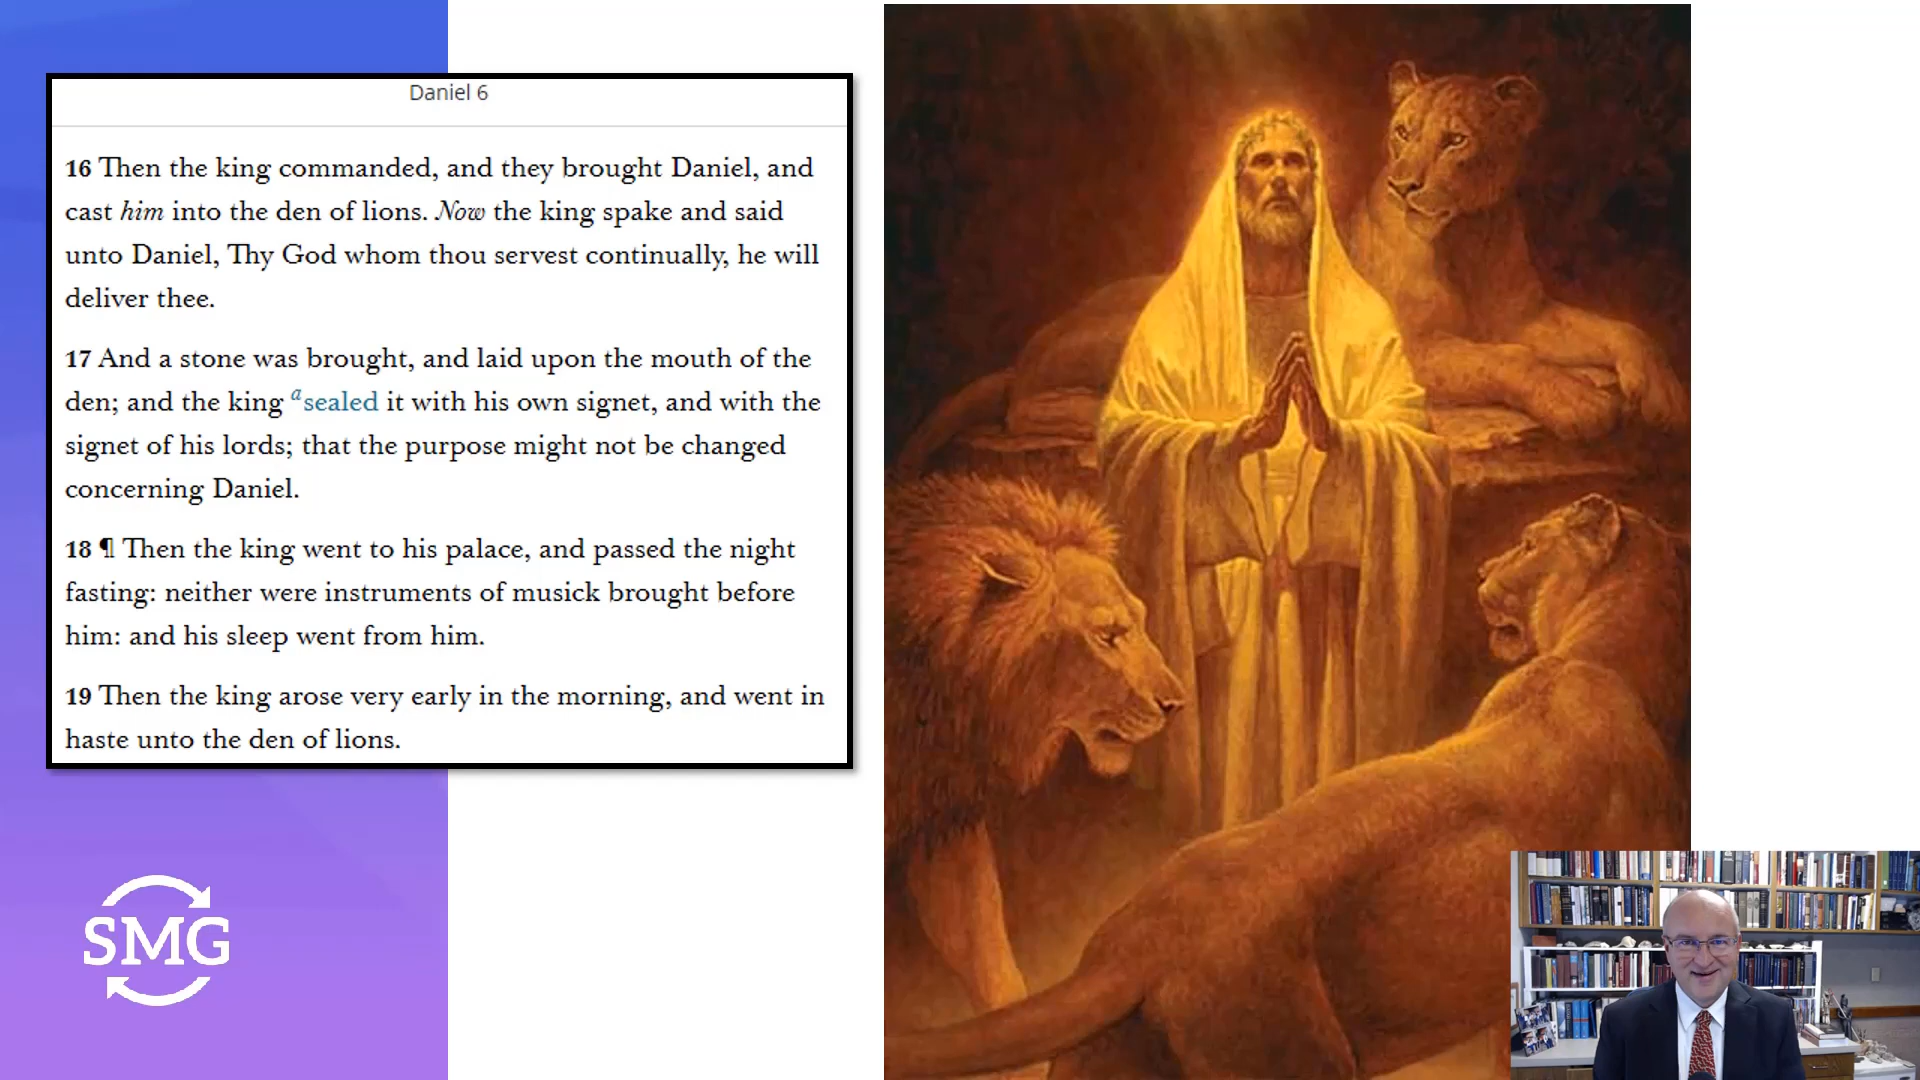 Daniel 6
16 Then the king commanded, and they brought Daniel, and
cast him into the den of lions. Now the king spake and said
unto Daniel, Thy God whom thou servest continually, he will
deliver thee.
17 And a stone was brought, and laid upon the mouth of the
den; and the king a sealed it with his own signet, and with the
signet of his lords; that the purpose might not be changed
concerning Daniel.
18 ¶ Then the king went to his palace, and passed the night
fasting: neither were instruments of musick brought before
him: and his sleep went from him.
19 Then the king arose very early in the morning, and went in
haste unto the den of lions.
SMG